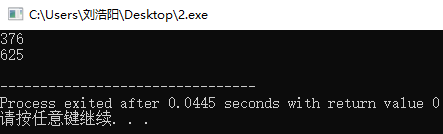 C:\Users\刘浩阳\Desktop\2.exe
376
625
--------------------------------
Process exited after 0.0445 seconds with return value 0
请按任意键继续. . .